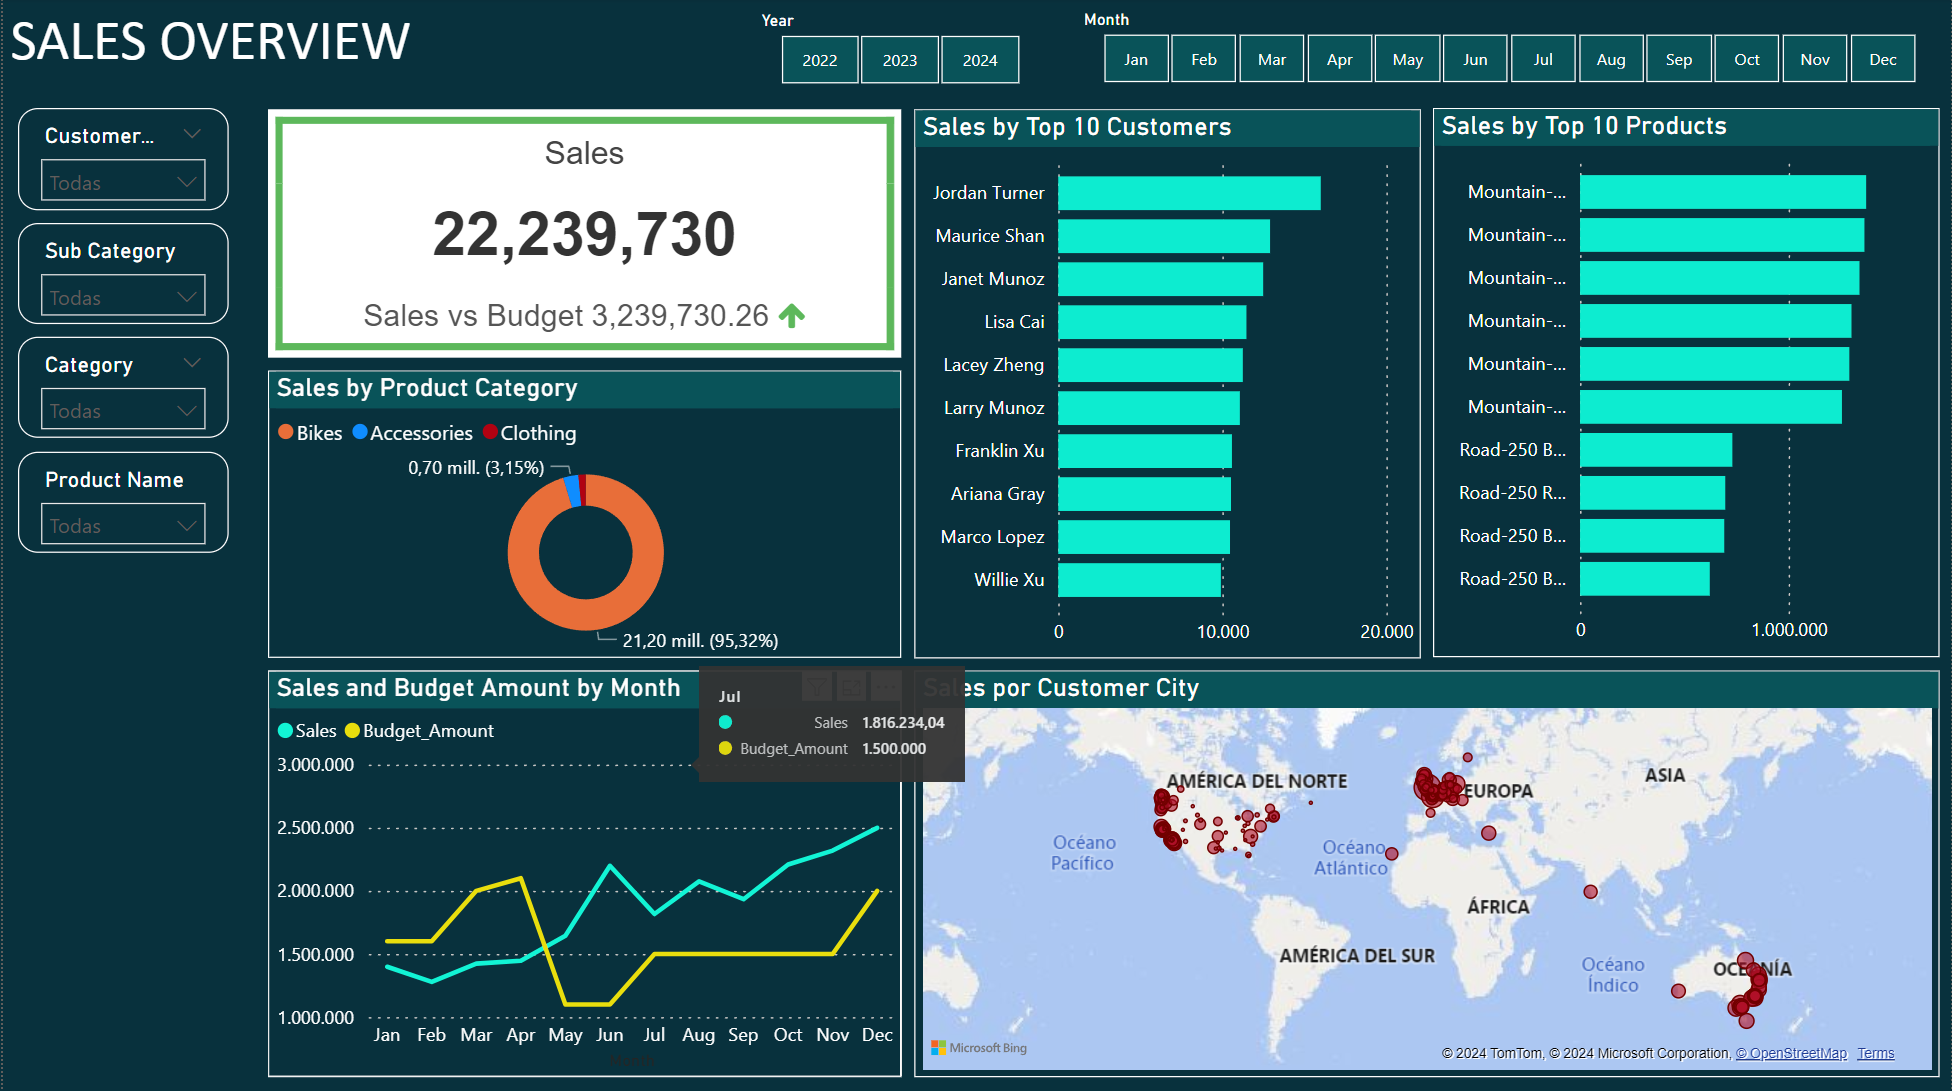 SALES OVERVIEW
Year
2022 2023 2024
Month
Jan Feb Mar Apr May Jun Jul Aug Sep Oct Nov Dec
Customer...
Todas
Sub Category
Todas
Category
Todas
Product Name
Todas
Sales
22,239,730
Sales vs Budget 3,239,730.26
Sales by Product Category
Bikes Accessories Clothing
0,70 mill. (3,15%)
21,20 mill. (95,32%)
Sales by Top 10 Customers
Jordan Turner
Maurice Shan
Janet Munoz
Lisa Cai
Lacey Zheng
Larry Munoz
Franklin Xu
Ariana Gray
Marco Lopez
Willie Xu
0 10.000 20.000
Sales by Top 10 Products
Mountain-...
Mountain-...
Mountain-...
Mountain-...
Mountain-...
Mountain-...
Road-250 B...
Road-250 R...
Road-250 B...
Road-250 B...
0 1.000.000
Sales and Budget Amount by Month
Sales Budget_Amount
3.000.000
2.500.000
2.000.000
1.500.000
1.000.000
Jan Feb Mar Apr May Jun Jul Aug Sep Oct Nov Dec
Jul
Sales 1.816.234,04
Budget_Amount 1.500.000
Sales por Customer City
AMÉRICA DEL NORTE
EUROPA
ASIA
Océano
Pacífico
Océano
Atlántico
ÁFRICA
AMÉRICA DEL SUR
Océano
Índico
OCEANÍA
Microsoft Bing
© 2024 TomTom, © 2024 Microsoft Corporation, © OpenStreetMap Terms